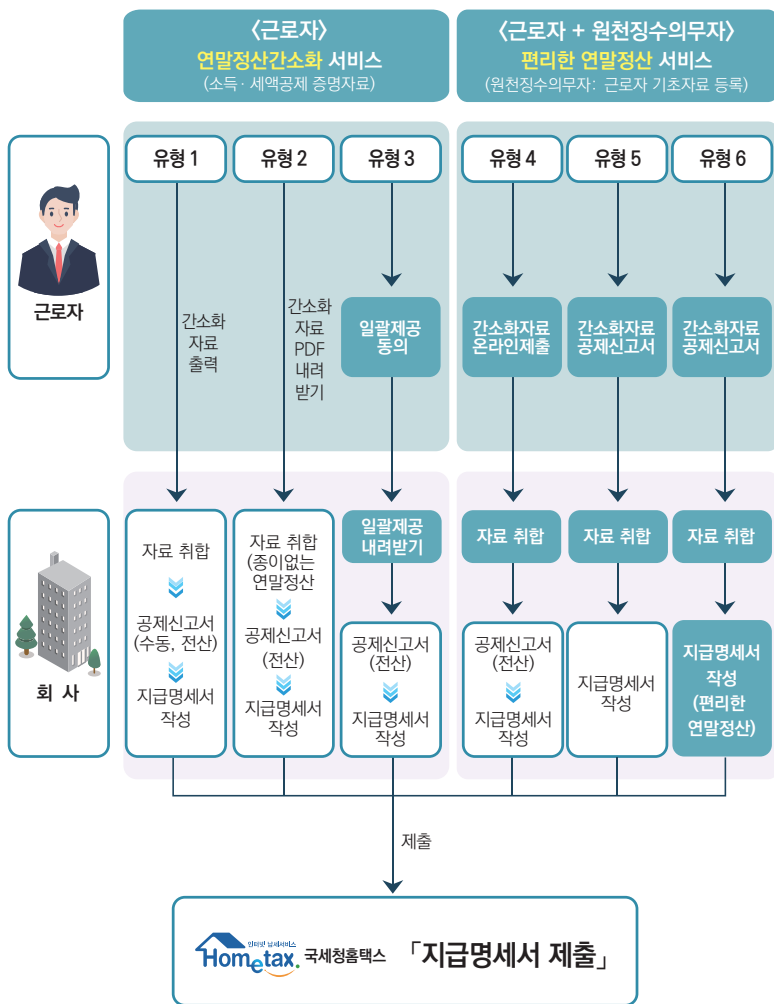 〈근로자〉
연말정산간소화 서비스
(소득·세액공제 증명자료)
〈근로자 + 원천징수의무자〉
편리한 연말정산 서비스
(원천징수의무자: 근로자 기초자료 등록)
근로자
유형 1
유형 2
유형 3
유형 4
유형 5
유형 6
간소화
자료
출력
간소화
자료
PDF
내려
받기
일괄제공
동의
간소화자료
온라인제출
간소화자료
공제신고서
간소화자료
공제신고서
회 사
자료 취합
공제신고서
(수동, 전산)
지급명세서
작성
자료 취합
(종이없는
연말정산
공제신고서
(전산)
지급명세서
작성
일괄제공
내려받기
공제신고서
(전산)
지급명세서
작성
자료 취합
공제신고서
(전산)
지급명세서
작성
자료 취합
지급명세서
작성
자료 취합
지급명세서
작성
(편리한
연말정산)
제출
인터넷 납세서비스
Hometax. 국세청홈택스 「지급명세서 제출」